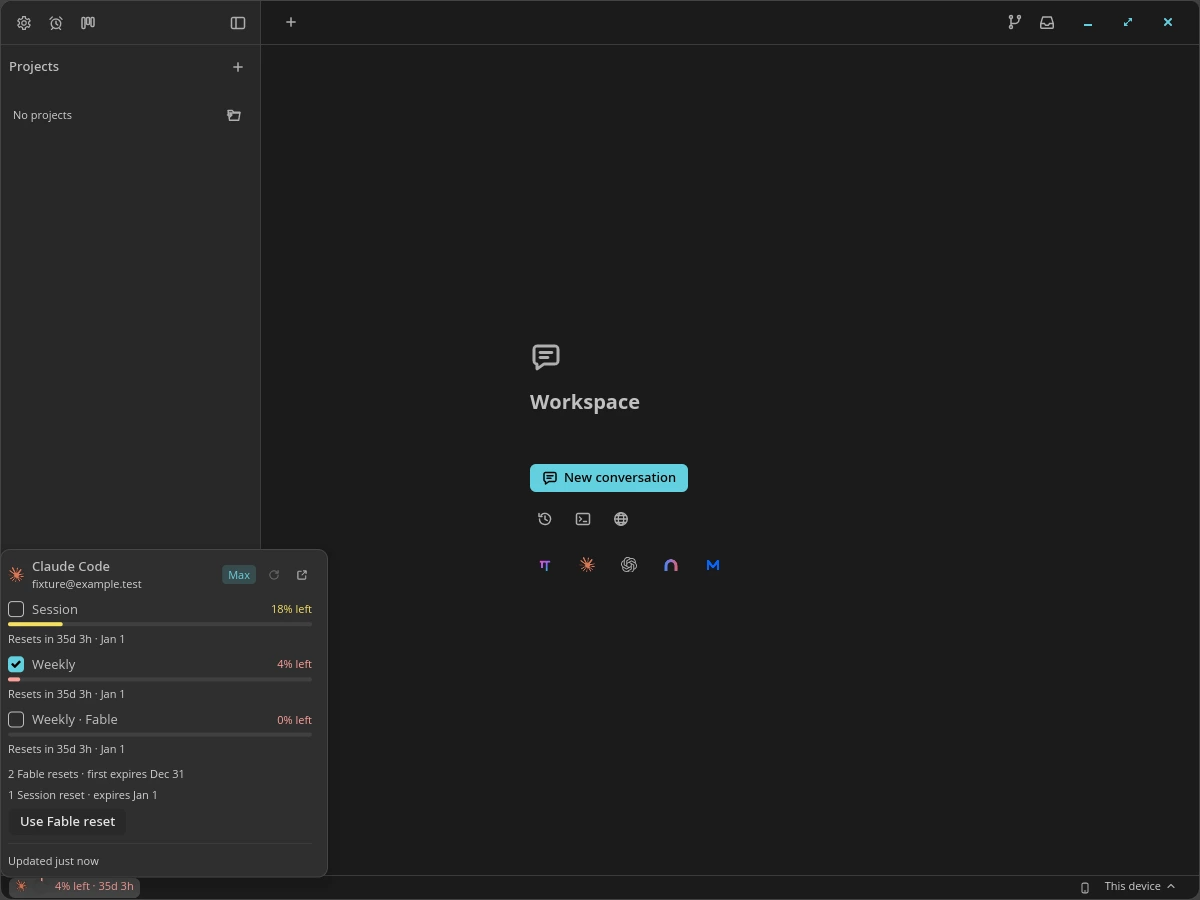 Projects
No projects
Workspace
New conversation
Claude Code
fixture@example.test
Max
Session
18% left
Resets in 35d 3h · Jan 1
Weekly
4% left
Resets in 35d 3h · Jan 1
Weekly · Fable
0% left
Resets in 35d 3h · Jan 1
2 Fable resets · first expires Dec 31
1 Session reset · expires Jan 1
Use Fable reset
Updated just now
4% left · 35d 3h
This device